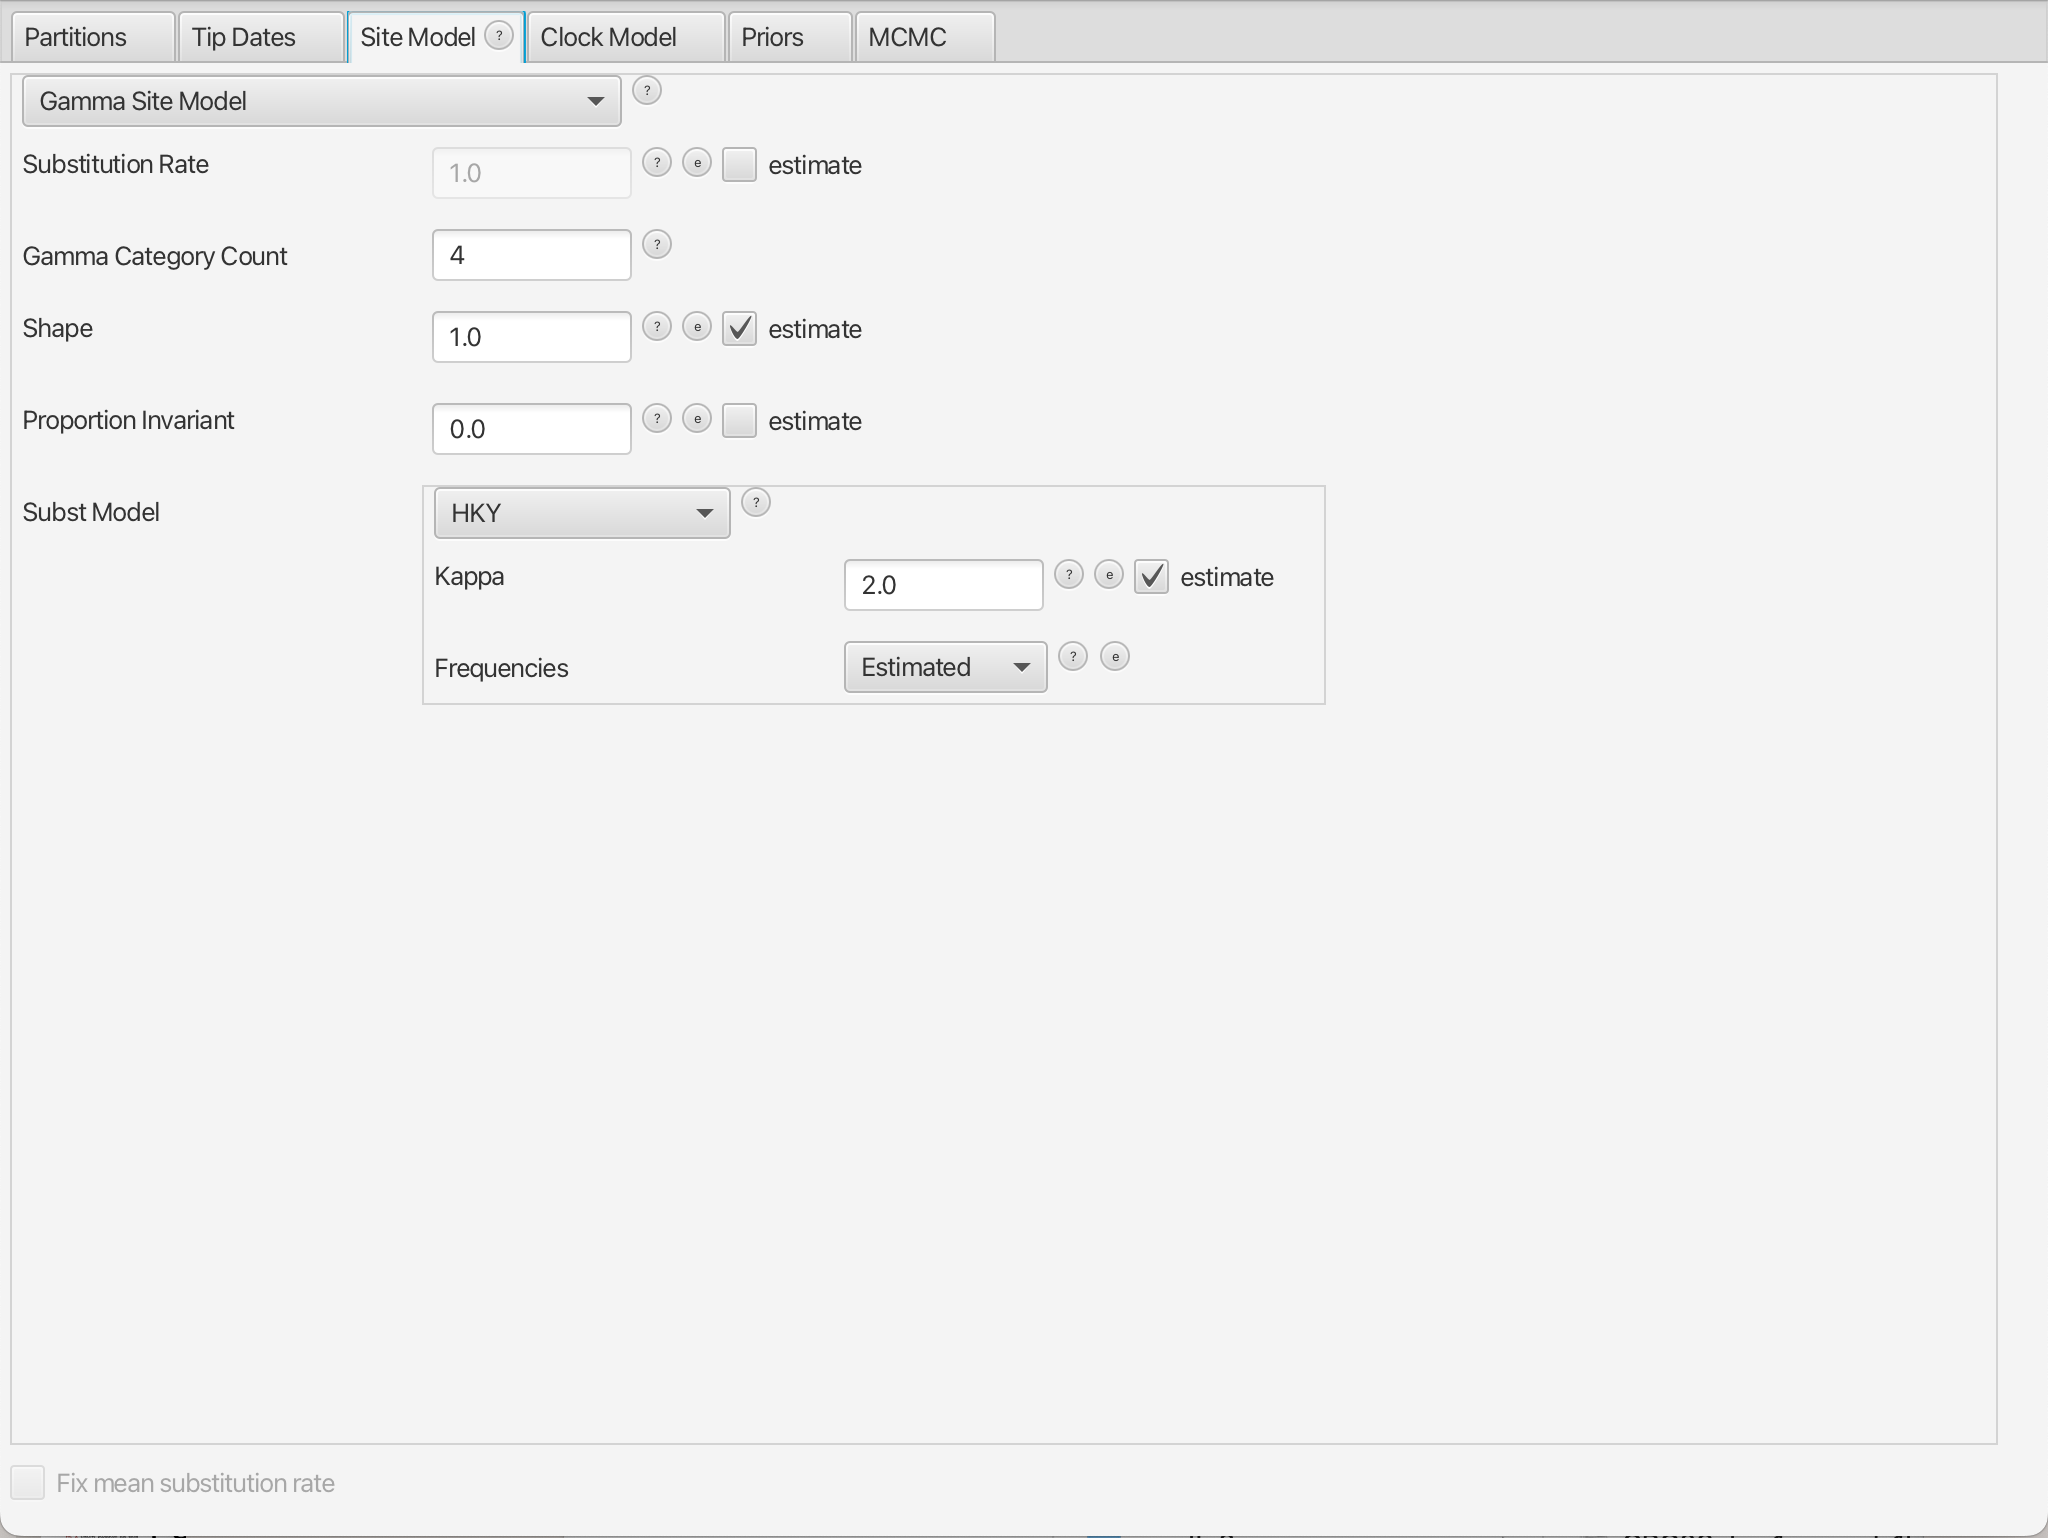 Partitions Tip Dates Site Model ? Clock Model Priors MCMC
Gamma Site Model ?
Substitution Rate 1.0 ? e estimate
Gamma Category Count 4 ?
Shape 1.0 ? e estimate
Proportion Invariant 0.0 ? e estimate
Subst Model HKY ?
Kappa 2.0 ? e estimate
Frequencies Estimated ? e
Fix mean substitution rate